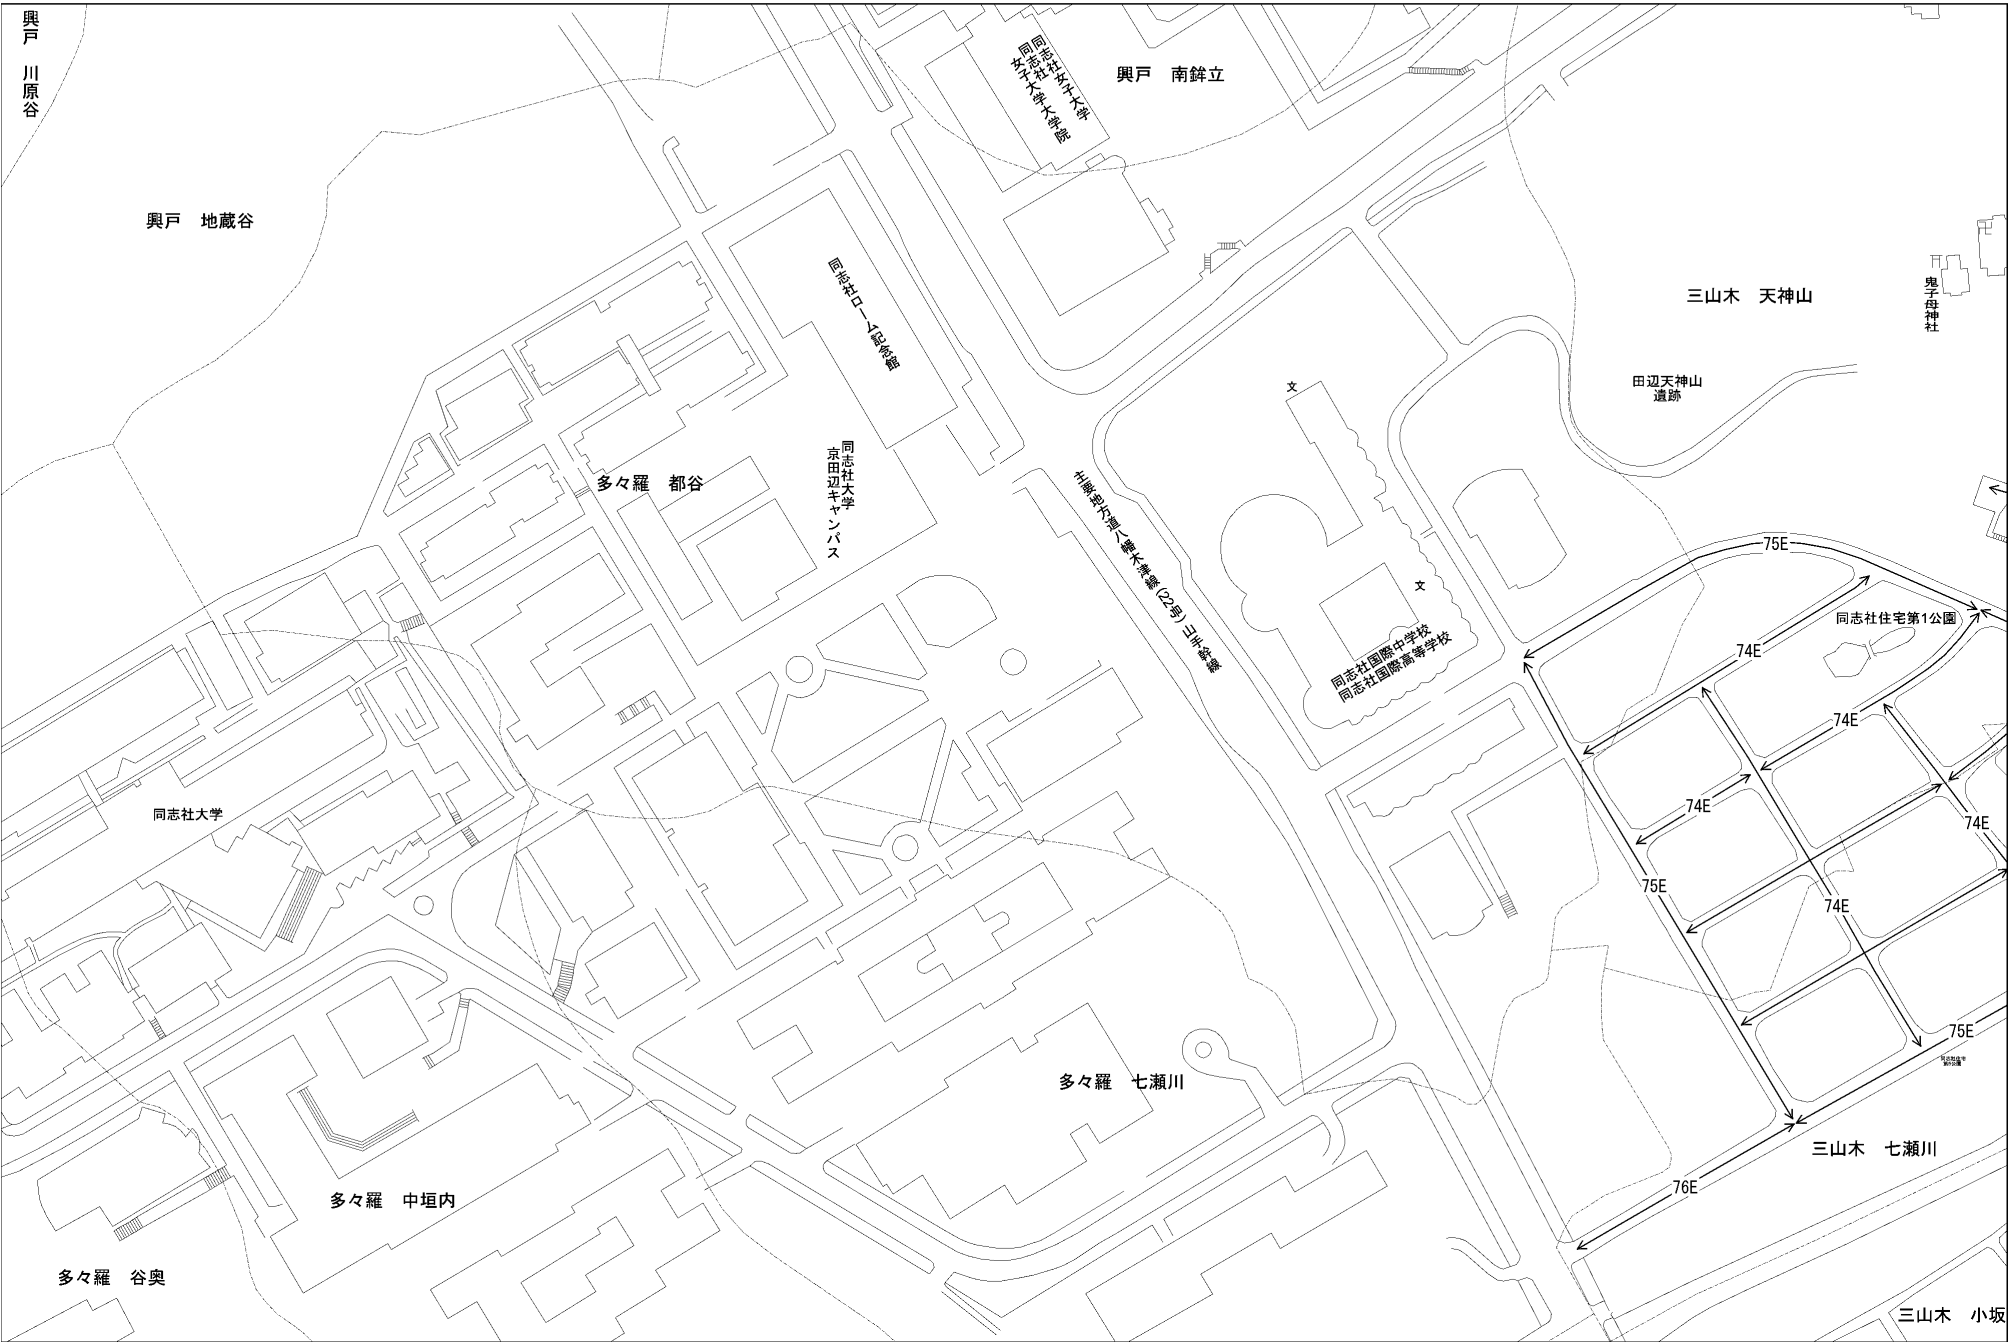 興戸　川原谷
同志社女子大学
同志社
女子大学大学院
興戸　南鉾立
興戸　地蔵谷
同志社ローム記念館
三山木　天神山
鬼子母神社
田辺天神山
遺跡
文
多々羅　都谷
同志社大学
京田辺キャンパス
主要地方道八幡木津線(22号) 山手幹線
75E
文
同志社住宅第1公園
同志社国際中学校
同志社国際高等学校
74E
74E
74E
同志社大学
74E
75E
74E
75E
多々羅　七瀬川
三山木　七瀬川
76E
多々羅　中垣内
多々羅　谷奥
三山木　小坂